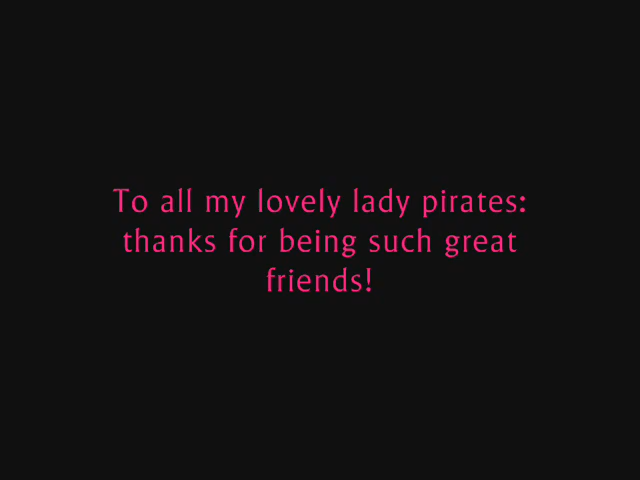 To all my lovely lady pirates:
thanks for being such great
friends!